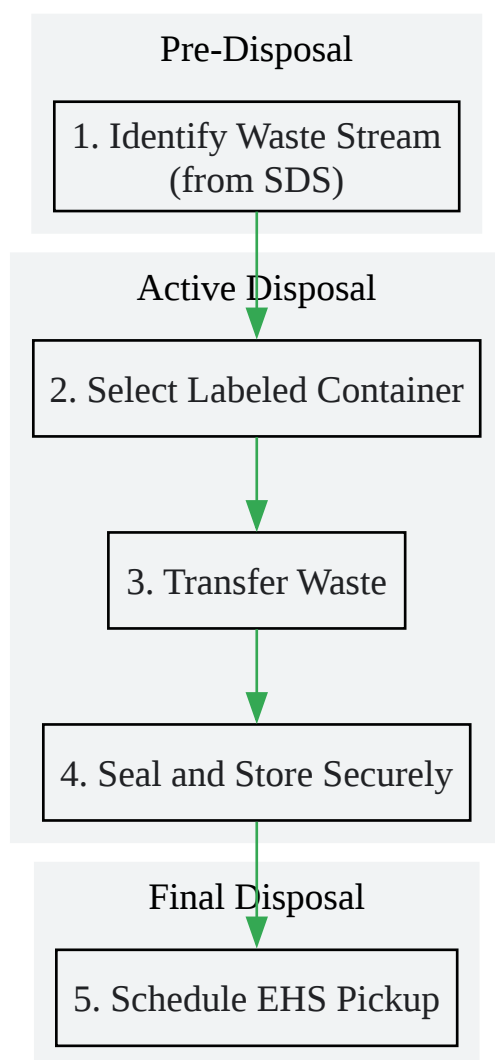 Pre-Disposal
1. Identify Waste Stream
(from SDS)
Active Disposal
2. Select Labeled Container
3. Transfer Waste
4. Seal and Store Securely
Final Disposal
5. Schedule EHS Pickup